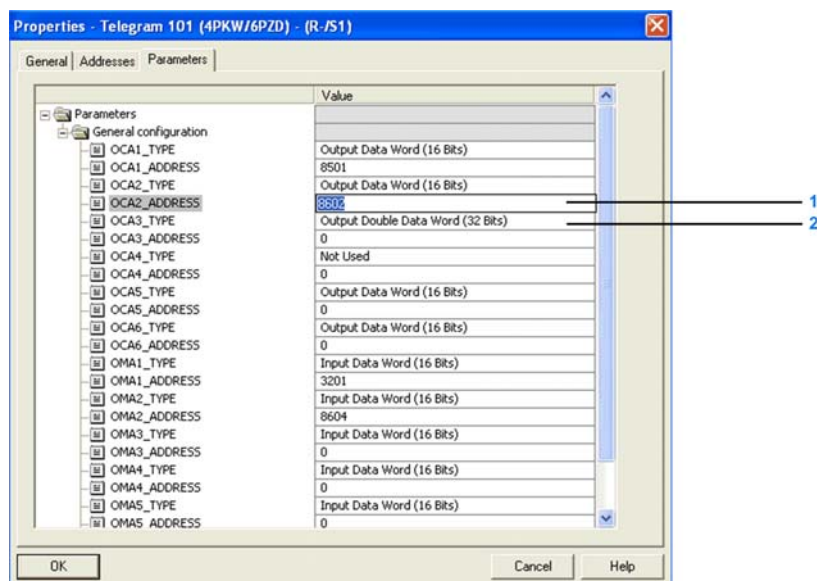 Properties - Telegram 101 (4PKW/6PZD) - (R-/S1)
General Addresses Parameters
Value
Parameters
General configuration
OCA1_TYPE Output Data Word (16 Bits)
OCA1_ADDRESS 8501
OCA2_TYPE Output Data Word (16 Bits)
OCA2_ADDRESS 8602 1
OCA3_TYPE Output Double Data Word (32 Bits) 2
OCA3_ADDRESS 0
OCA4_TYPE Not Used
OCA4_ADDRESS 0
OCA5_TYPE Output Data Word (16 Bits)
OCA5_ADDRESS 0
OCA6_TYPE Output Data Word (16 Bits)
OCA6_ADDRESS 0
OMA1_TYPE Input Data Word (16 Bits)
OMA1_ADDRESS 3201
OMA2_TYPE Input Data Word (16 Bits)
OMA2_ADDRESS 8604
OMA3_TYPE Input Data Word (16 Bits)
OMA3_ADDRESS 0
OMA4_TYPE Input Data Word (16 Bits)
OMA4_ADDRESS 0
OMA5_TYPE Input Data Word (16 Bits)
OMA5_ADDRESS 0
OK Cancel Help